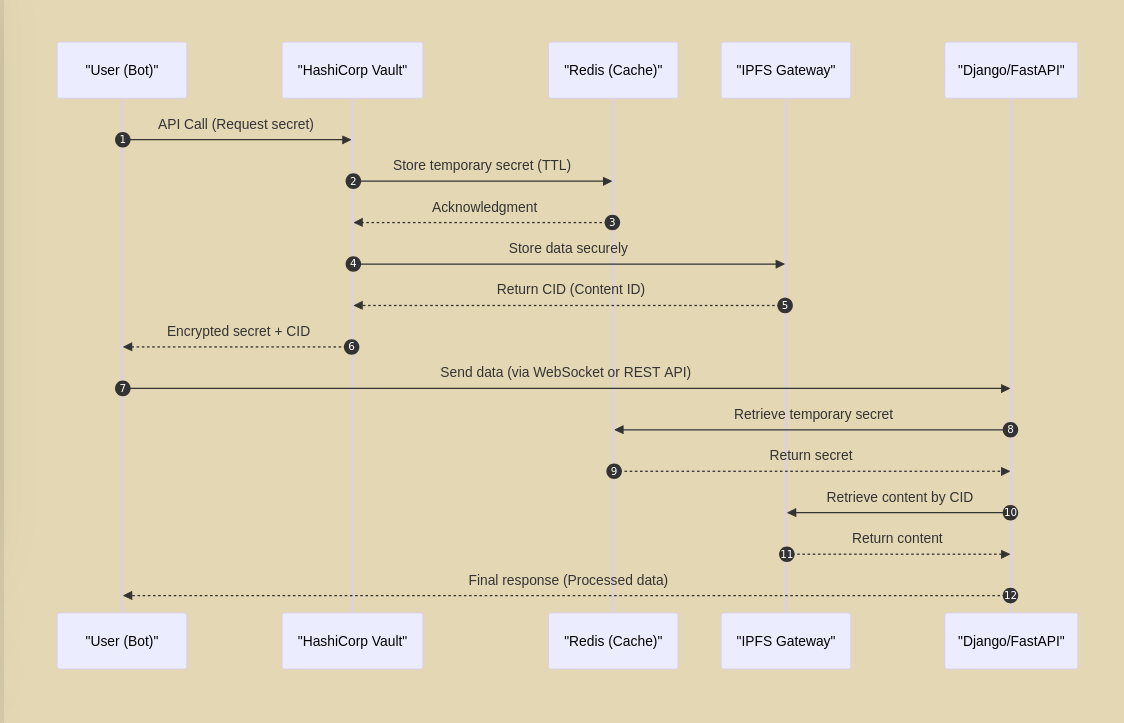 "User (Bot)"
"HashiCorp Vault"
"Redis (Cache)"
"IPFS Gateway"
"Django/FastAPI"
API Call (Request secret)
1
Store temporary secret (TTL)
2
Acknowledgment
3
Store data securely
4
Return CID (Content ID)
5
Encrypted secret + CID
6
Send data (via WebSocket or REST API)
7
Retrieve temporary secret
8
Return secret
9
Retrieve content by CID
10
Return content
11
Final response (Processed data)
12
"User (Bot)"
"HashiCorp Vault"
"Redis (Cache)"
"IPFS Gateway"
"Django/FastAPI"